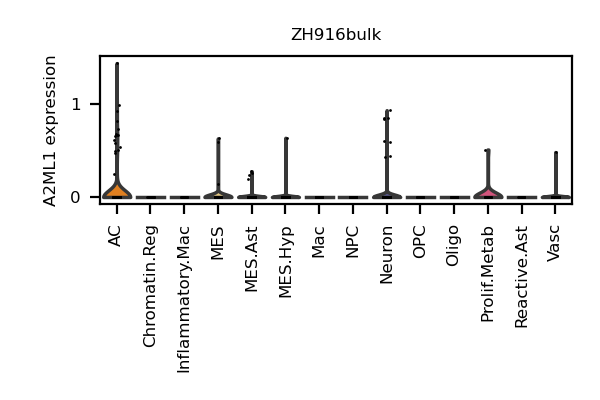 ZH916bulk
A2ML1 expression
1
0
AC
Chromatin.Reg
Inflammatory.Mac
MES
MES.Ast
MES.Hyp
Mac
NPC
Neuron
OPC
Oligo
Prolif.Metab
Reactive.Ast
Vasc